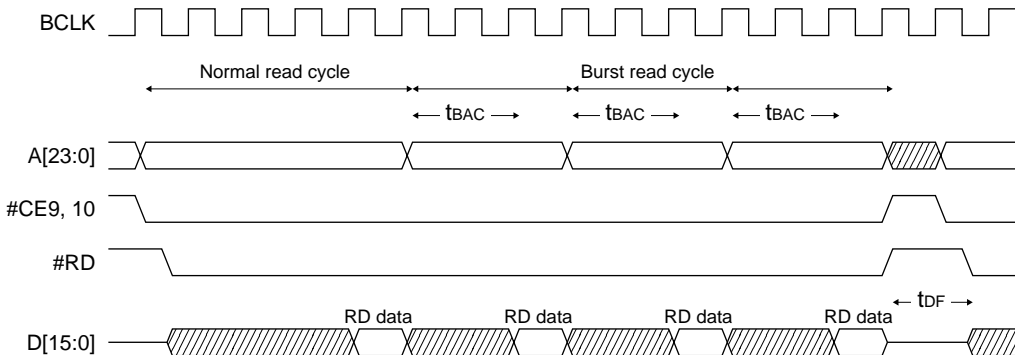 BCLK
Normal read cycle Burst read cycle
tBAC tBAC tBAC
A[23:0]
#CE9, 10
#RD
tDF
RD data RD data RD data RD data
D[15:0]